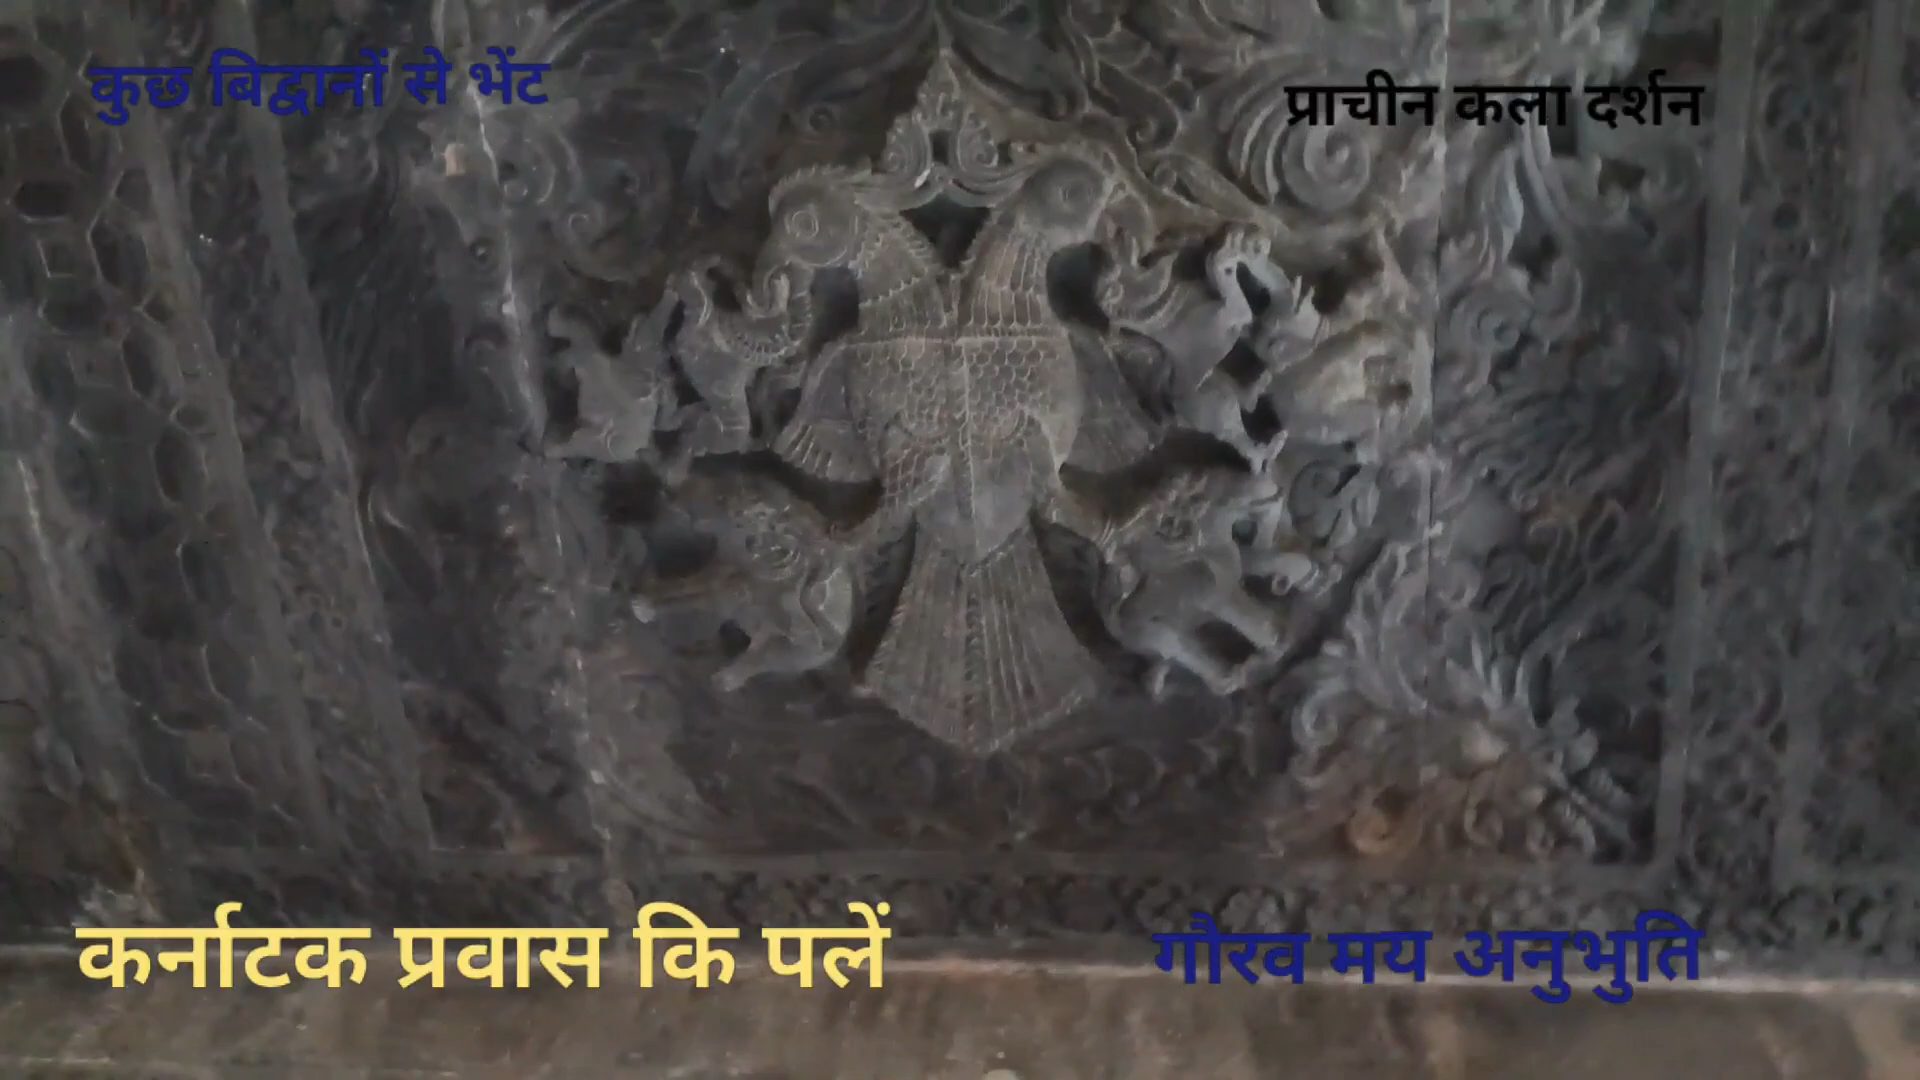 कुछ बिद्वानों से भेंट
प्राचीन कला दर्शन
कर्नाटक प्रवास कि पलें
गौरव मय अनुभुति